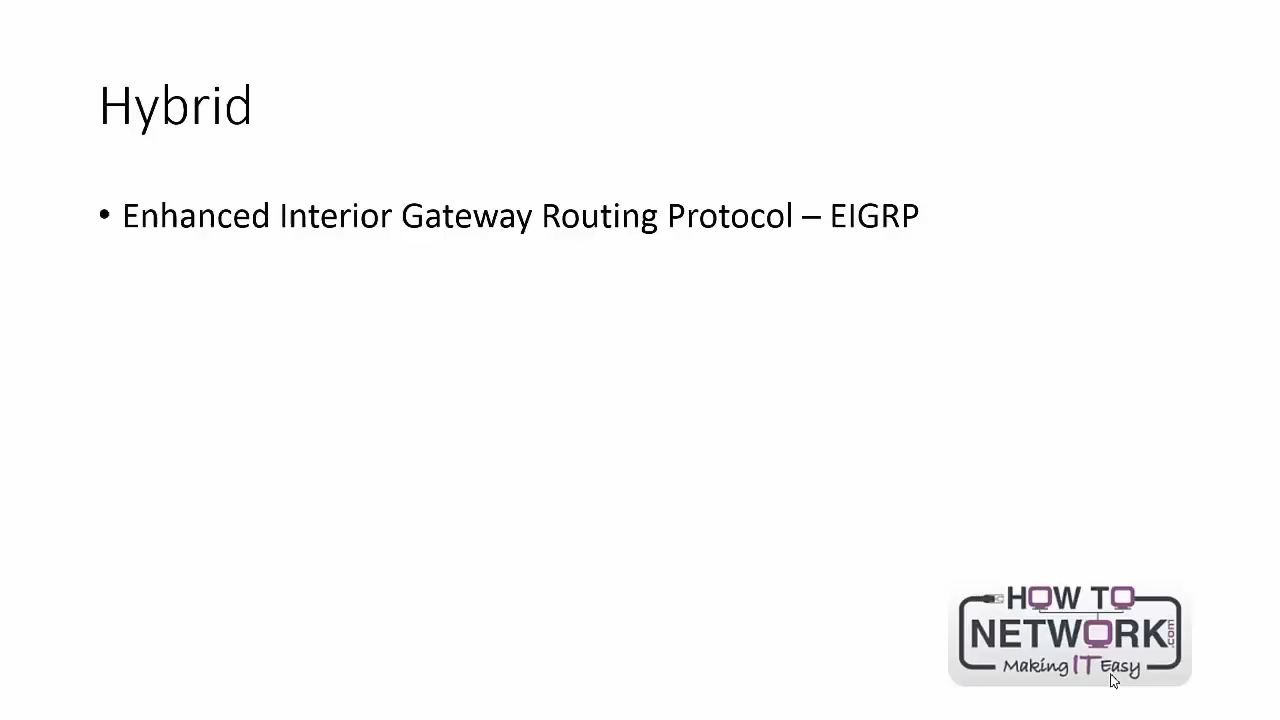 Hybrid
• Enhanced Interior Gateway Routing Protocol – EIGRP
HOW TO
NETWORK.com
Making IT Easy